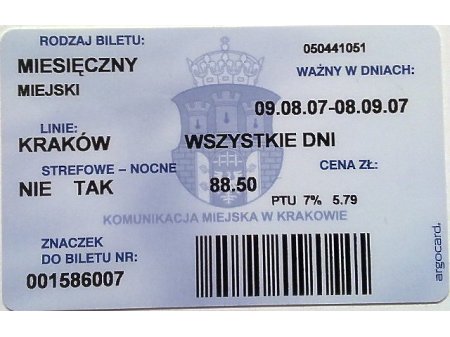 RODZAJ BILETU:
050441051
MIESIĘCZNY
WAŻNY W DNIACH:
MIEJSKI
09.08.07-08.09.07
LINIE:
KRAKÓW WSZYSTKIE DNI
STREFOWE – NOCNE CENA ZŁ:
NIE TAK 88.50
PTU 7% 5.79
KOMUNIKACJA MIEJSKA W KRAKOWIE
ZNACZEK
DO BILETU NR:
001586007
argocard.